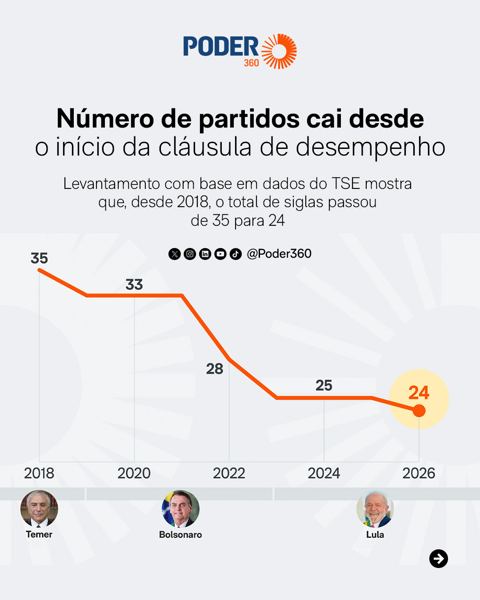 PODER
360
Número de partidos cai desde
o início da cláusula de desempenho
Levantamento com base em dados do TSE mostra
que, desde 2018, o total de siglas passou
de 35 para 24
@Poder360
35
33
28
25
24
2018 2020 2022 2024 2026
Temer Bolsonaro Lula